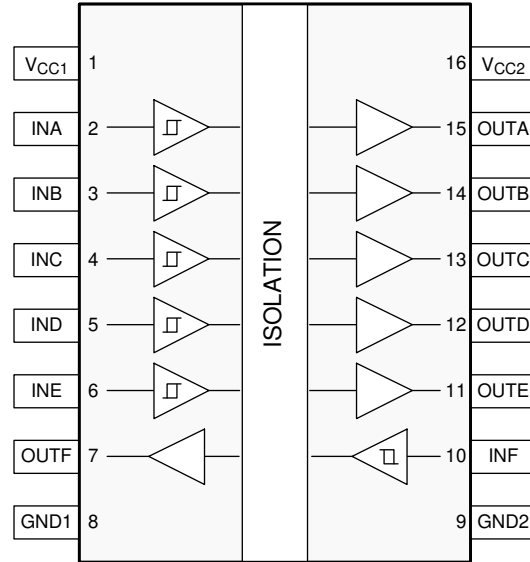 VCC1 1 16 VCC2
INA 2 15 OUTA
INB 3 14 OUTB
INC 4 13 OUTC
IND 5 12 OUTD
INE 6 11 OUTE
OUTF 7 10 INF
GND1 8 9 GND2
ISOLATION